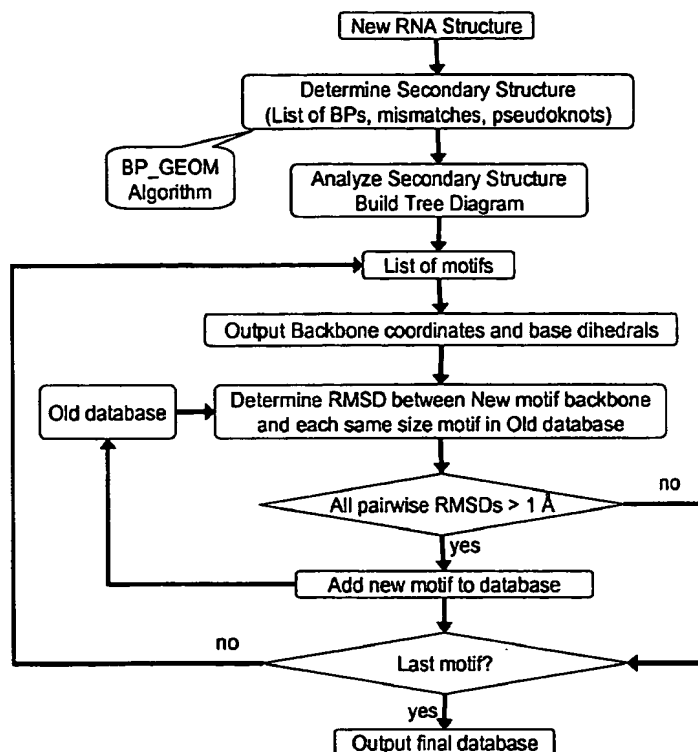 New RNA Structure
Determine Secondary Structure
(List of BPs, mismatches, pseudoknots)
BP_GEOM
Algorithm
Analyze Secondary Structure
Build Tree Diagram
List of motifs
Output Backbone coordinates and base dihedrals
Old database
Determine RMSD between New motif backbone
and each same size motif in Old database
All pairwise RMSDs > 1 Å
no
yes
Add new motif to database
no
Last motif?
yes
Output final database